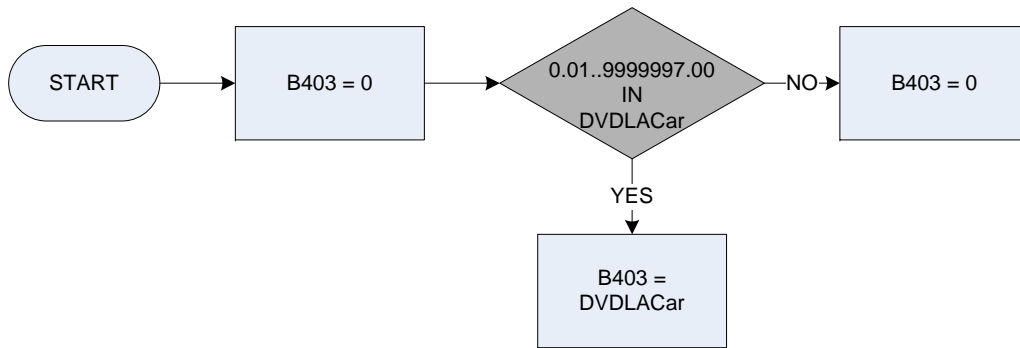 START
B403 = 0
0.01..9999997.00
IN
DVDLACar
NO
B403 = 0
YES
B403 =
DVDLACar